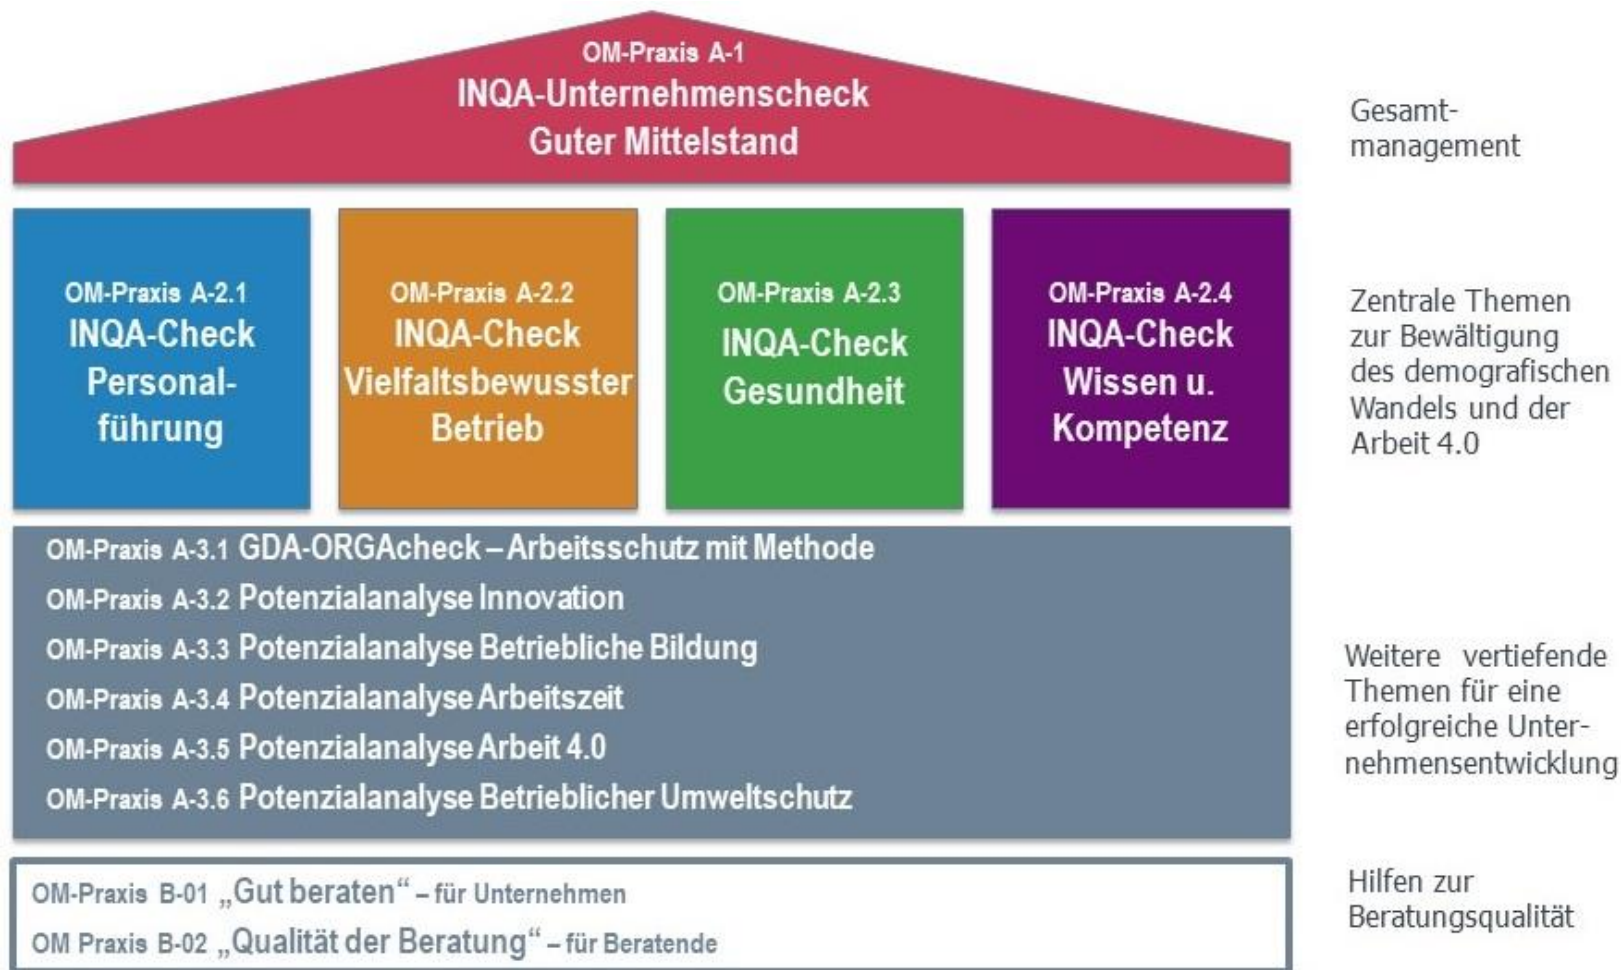 OM-Praxis A-1
INQA-Unternehmenscheck
Guter Mittelstand
Gesamt-
management
OM-Praxis A-2.1
INQA-Check
Personal-
führung
OM-Praxis A-2.2
INQA-Check
Vielfaltsbewusster
Betrieb
OM-Praxis A-2.3
INQA-Check
Gesundheit
OM-Praxis A-2.4
INQA-Check
Wissen u.
Kompetenz
Zentrale Themen
zur Bewältigung
des demografischen
Wandels und der
Arbeit 4.0
OM-Praxis A-3.1 GDA-ORGAcheck – Arbeitsschutz mit Methode
OM-Praxis A-3.2 Potenzialanalyse Innovation
OM-Praxis A-3.3 Potenzialanalyse Betriebliche Bildung
OM-Praxis A-3.4 Potenzialanalyse Arbeitszeit
OM-Praxis A-3.5 Potenzialanalyse Arbeit 4.0
OM-Praxis A-3.6 Potenzialanalyse Betrieblicher Umweltschutz
Weitere vertiefende
Themen für eine
erfolgreiche Unter-
nehmensentwicklung
OM-Praxis B-01 „Gut beraten“ – für Unternehmen
OM Praxis B-02 „Qualität der Beratung“ – für Beratende
Hilfen zur
Beratungsqualität